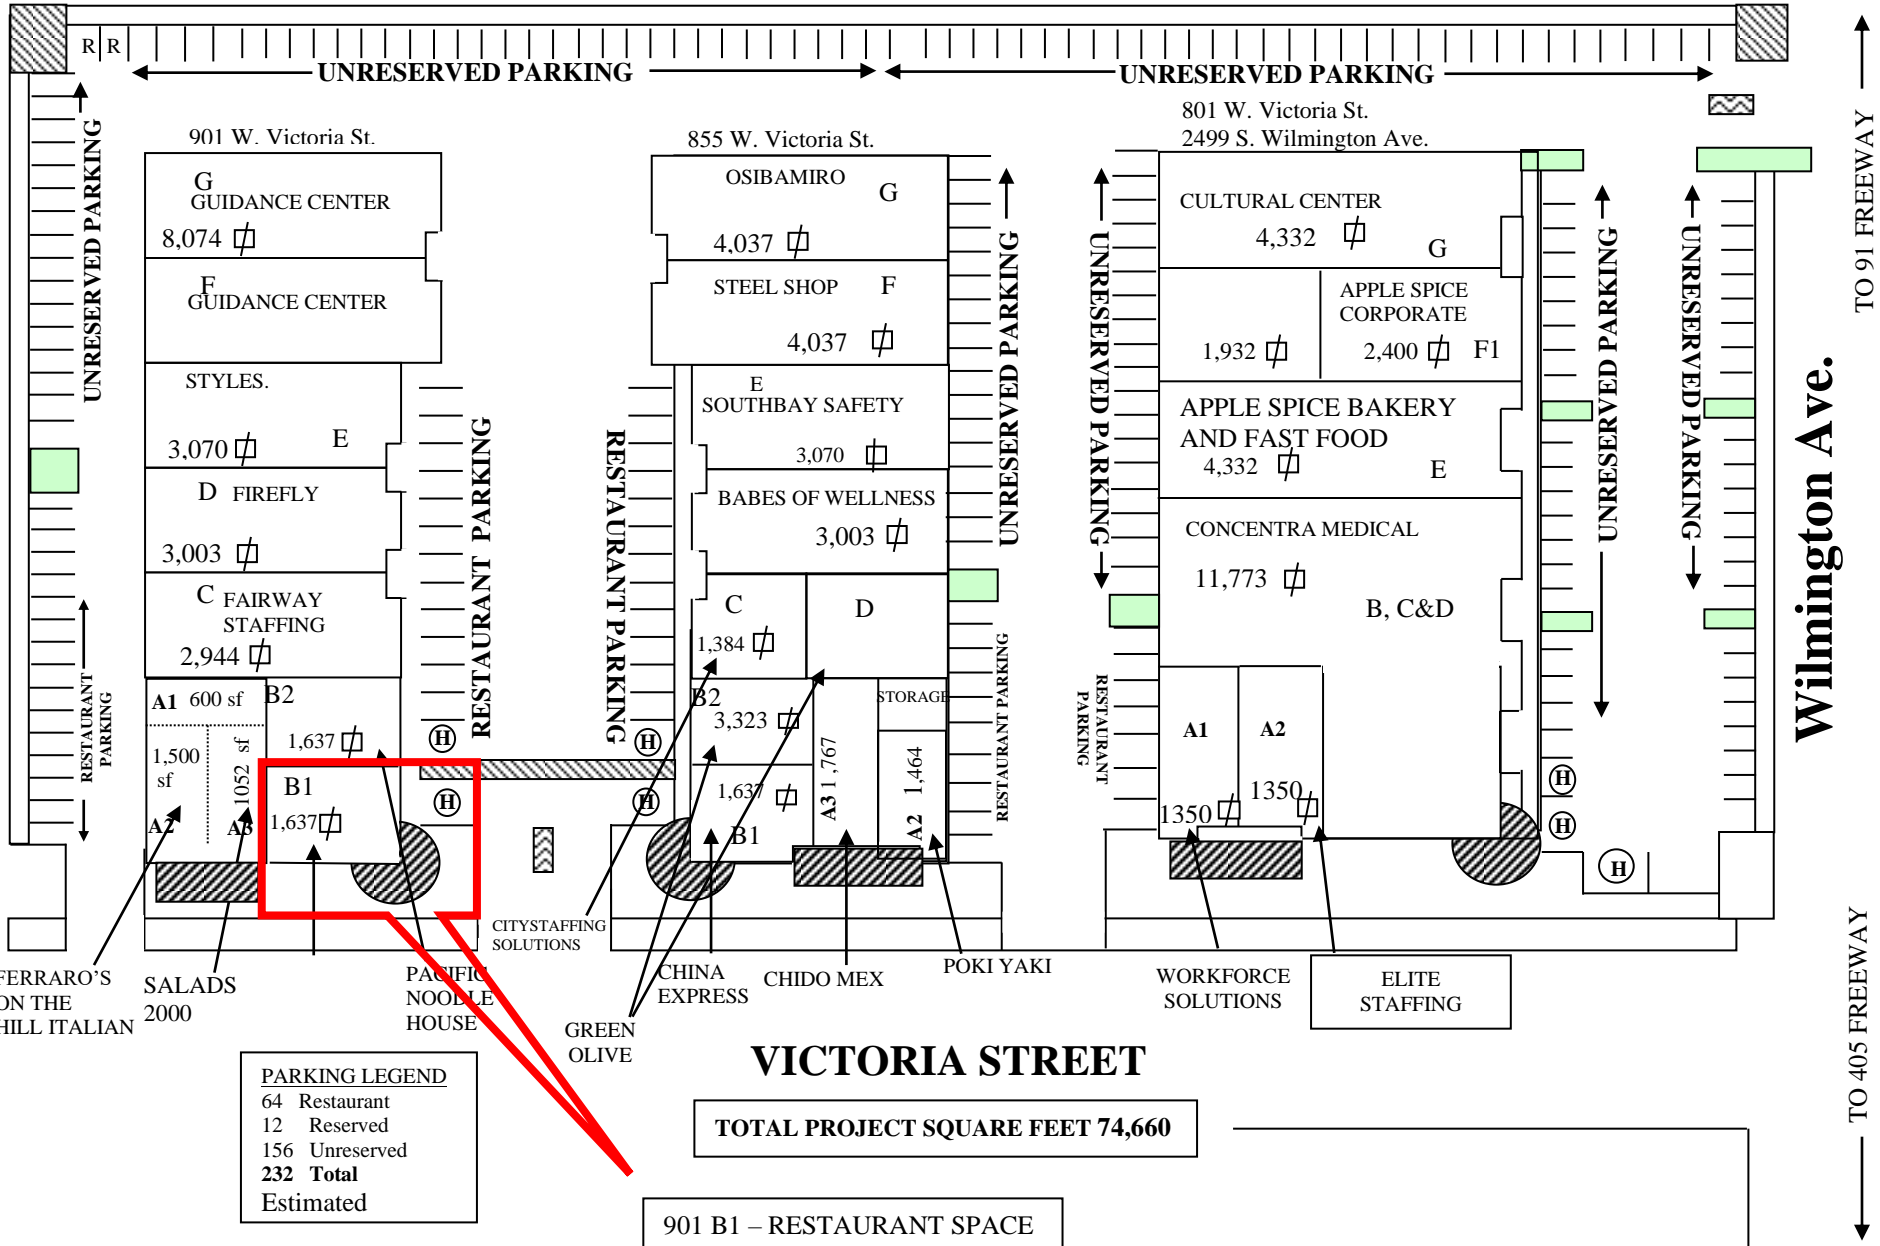 R R
UNRESERVED PARKING
UNRESERVED PARKING
TO 91 FREEWAY
901 W. Victoria St.
855 W. Victoria St.
801 W. Victoria St.
2499 S. Wilmington Ave.
UNRESERVED PARKING
G
GUIDANCE CENTER
8,074
F
GUIDANCE CENTER
STYLES.
3,070
E
D FIREFLY
3,003
C FAIRWAY
STAFFING
2,944
A1 600 sf
B2
1,637
1,500
sf
1052 sf
A2
A3
B1
1,637
RESTAURANT
PARKING
RESTAURANT PARKING
H
H
RESTAURANT PARKING
H
H
OSIBAMIRO
G
4,037
STEEL SHOP F
4,037
E
SOUTHBAY SAFETY
3,070
BABES OF WELLNESS
3,003
C
1,384
D
B2
3,323
STORAGE
1,637
B1
A3 1,767
A2 1,464
UNRESERVED PARKING
RESTAURANT PARKING
UNRESERVED PARKING
RESTAURANT
PARKING
CULTURAL CENTER
4,332
G
1,932
APPLE SPICE
CORPORATE
2,400
F1
APPLE SPICE BAKERY
AND FAST FOOD
4,332
E
CONCENTRA MEDICAL
11,773
B, C&D
A1
A2
1350
1350
UNRESERVED PARKING
UNRESERVED PARKING
H
H
H
Wilmington Ave.
TO 405 FREEWAY
FERRARO'S
ON THE
HILL ITALIAN
SALADS
2000
PACIFIC
NOODLE
HOUSE
CITYSTAFFING
SOLUTIONS
GREEN
OLIVE
CHINA
EXPRESS
CHIDO MEX
POKI YAKI
WORKFORCE
SOLUTIONS
ELITE
STAFFING
VICTORIA STREET
PARKING LEGEND
64 Restaurant
12 Reserved
156 Unreserved
232 Total
Estimated
TOTAL PROJECT SQUARE FEET 74,660
901 B1 – RESTAURANT SPACE